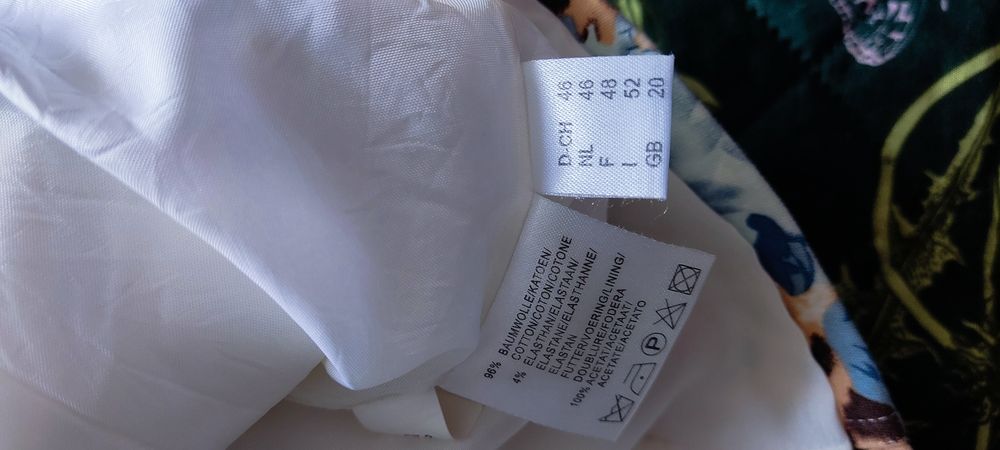 D-CH 46
NL 46
F 48
I 52
GB 20
96% BAUMWOLLE/KATOEN/
COTTON/COTON/COTONE
4% ELASTHAN/ELASTAAN/
ELASTANE/ELASTHANNE/
ELASTAN
FUTTER/VOERING/LINING/
DOUBLURE/FODERA
100% ACETAT/ACETAAT/
ACETATE/ACETATO
P